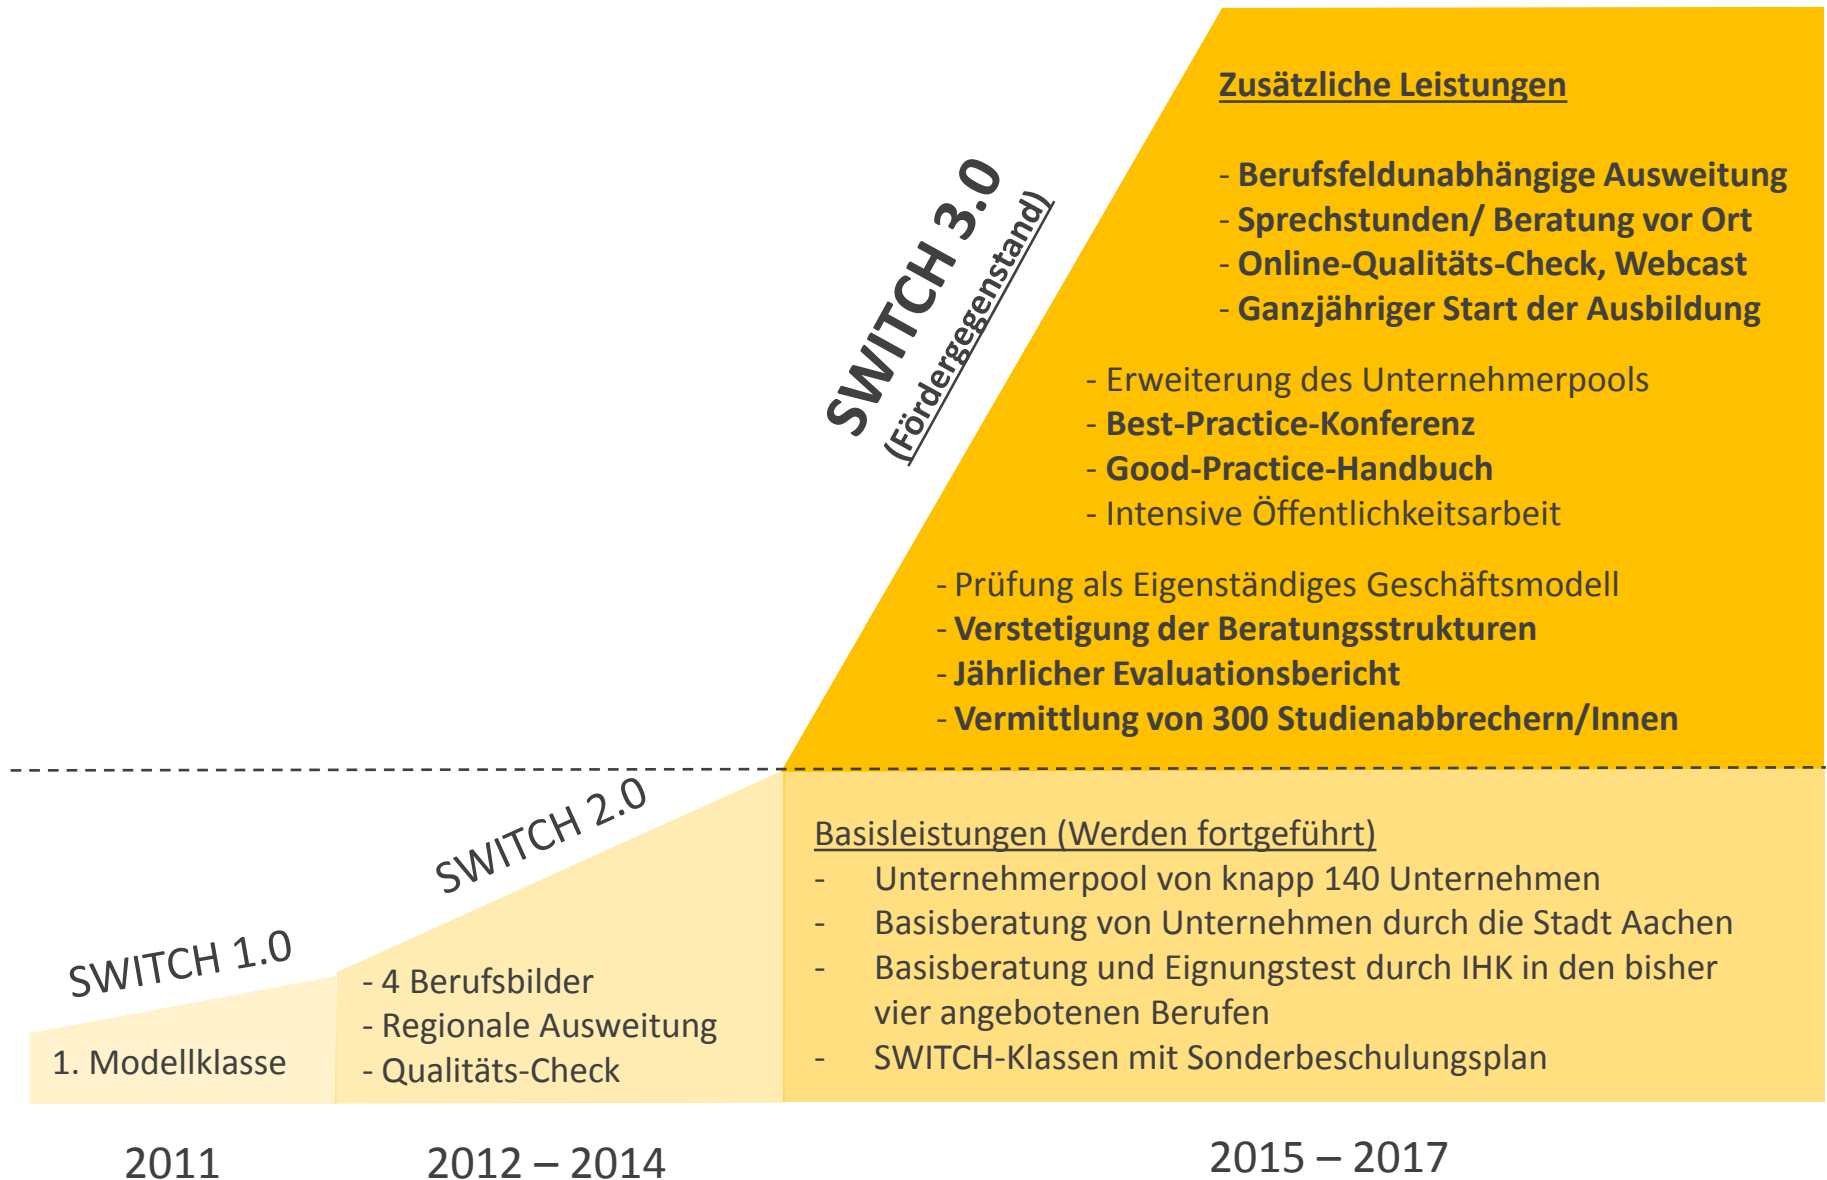 Zusätzliche Leistungen
- Berufsfeldunabhängige Ausweitung
- Sprechstunden/ Beratung vor Ort
- Online-Qualitäts-Check, Webcast
- Ganzjähriger Start der Ausbildung
SWITCH 3.0
(Fördergegenstand)
- Erweiterung des Unternehmerpools
- Best-Practice-Konferenz
- Good-Practice-Handbuch
- Intensive Öffentlichkeitsarbeit
- Prüfung als Eigenständiges Geschäftsmodell
- Verstetigung der Beratungsstrukturen
- Jährlicher Evaluationsbericht
- Vermittlung von 300 Studienabbrechern/Innen
SWITCH 1.0
1. Modellklasse
SWITCH 2.0
- 4 Berufsbilder
- Regionale Ausweitung
- Qualitäts-Check
Basisleistungen (Werden fortgeführt)
- Unternehmerpool von knapp 140 Unternehmen
- Basisberatung von Unternehmen durch die Stadt Aachen
- Basisberatung und Eignungstest durch IHK in den bisher
vier angebotenen Berufen
- SWITCH-Klassen mit Sonderbeschulungsplan
2011
2012 – 2014
2015 – 2017